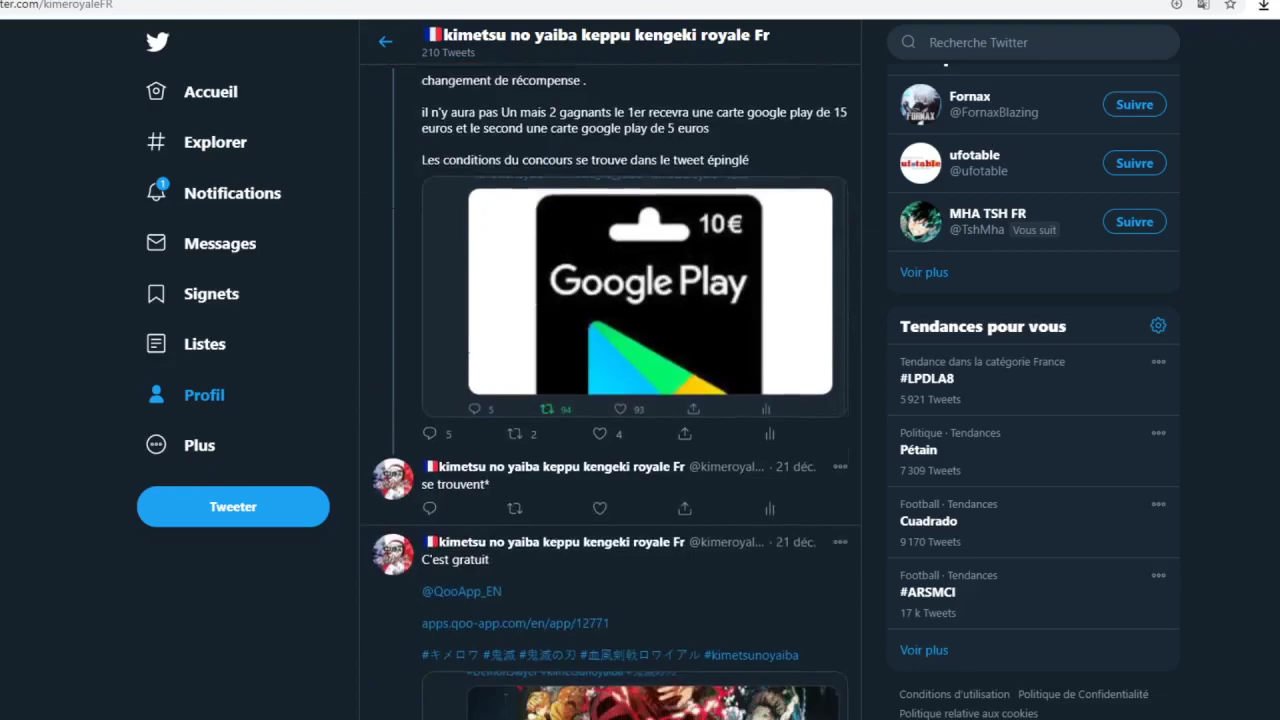 ter.com/kimeroyaleFR
Accueil
Explorer
1
Notifications
Messages
Signets
Listes
Profil
Plus
Tweeter
🇫🇷kimetsu no yaiba keppu kengeki royale Fr
210 Tweets
changement de récompense .
il n'y aura pas Un mais 2 gagnants le 1er recevra une carte google play de 15
euros et le second une carte google play de 5 euros
Les conditions du concours se trouve dans le tweet épinglé
10€
Google Play
5 94 93
5 2 4
🇫🇷kimetsu no yaiba keppu kengeki royale Fr @kimeroyal... · 21 déc.
se trouvent*
🇫🇷kimetsu no yaiba keppu kengeki royale Fr @kimeroyal... · 21 déc.
C'est gratuit
@QooApp_EN
apps.qoo-app.com/en/app/12771
#キメロワ #鬼滅 #鬼滅の刃 #血風剣戟ロワイアル #kimetsunoyaiba
Recherche Twitter
Fornax
@FornaxBlazing
Suivre
ufotable
ufotable
@ufotable
Suivre
MHA TSH FR
@TshMha Vous suit
Suivre
Voir plus
Tendances pour vous
Tendance dans la catégorie France
#LPDLA8
5 921 Tweets
Politique · Tendances
Pétain
7 309 Tweets
Football · Tendances
Cuadrado
9 170 Tweets
Football · Tendances
#ARSMCI
17 k Tweets
Voir plus
Conditions d'utilisation Politique de Confidentialité
Politique relative aux cookies